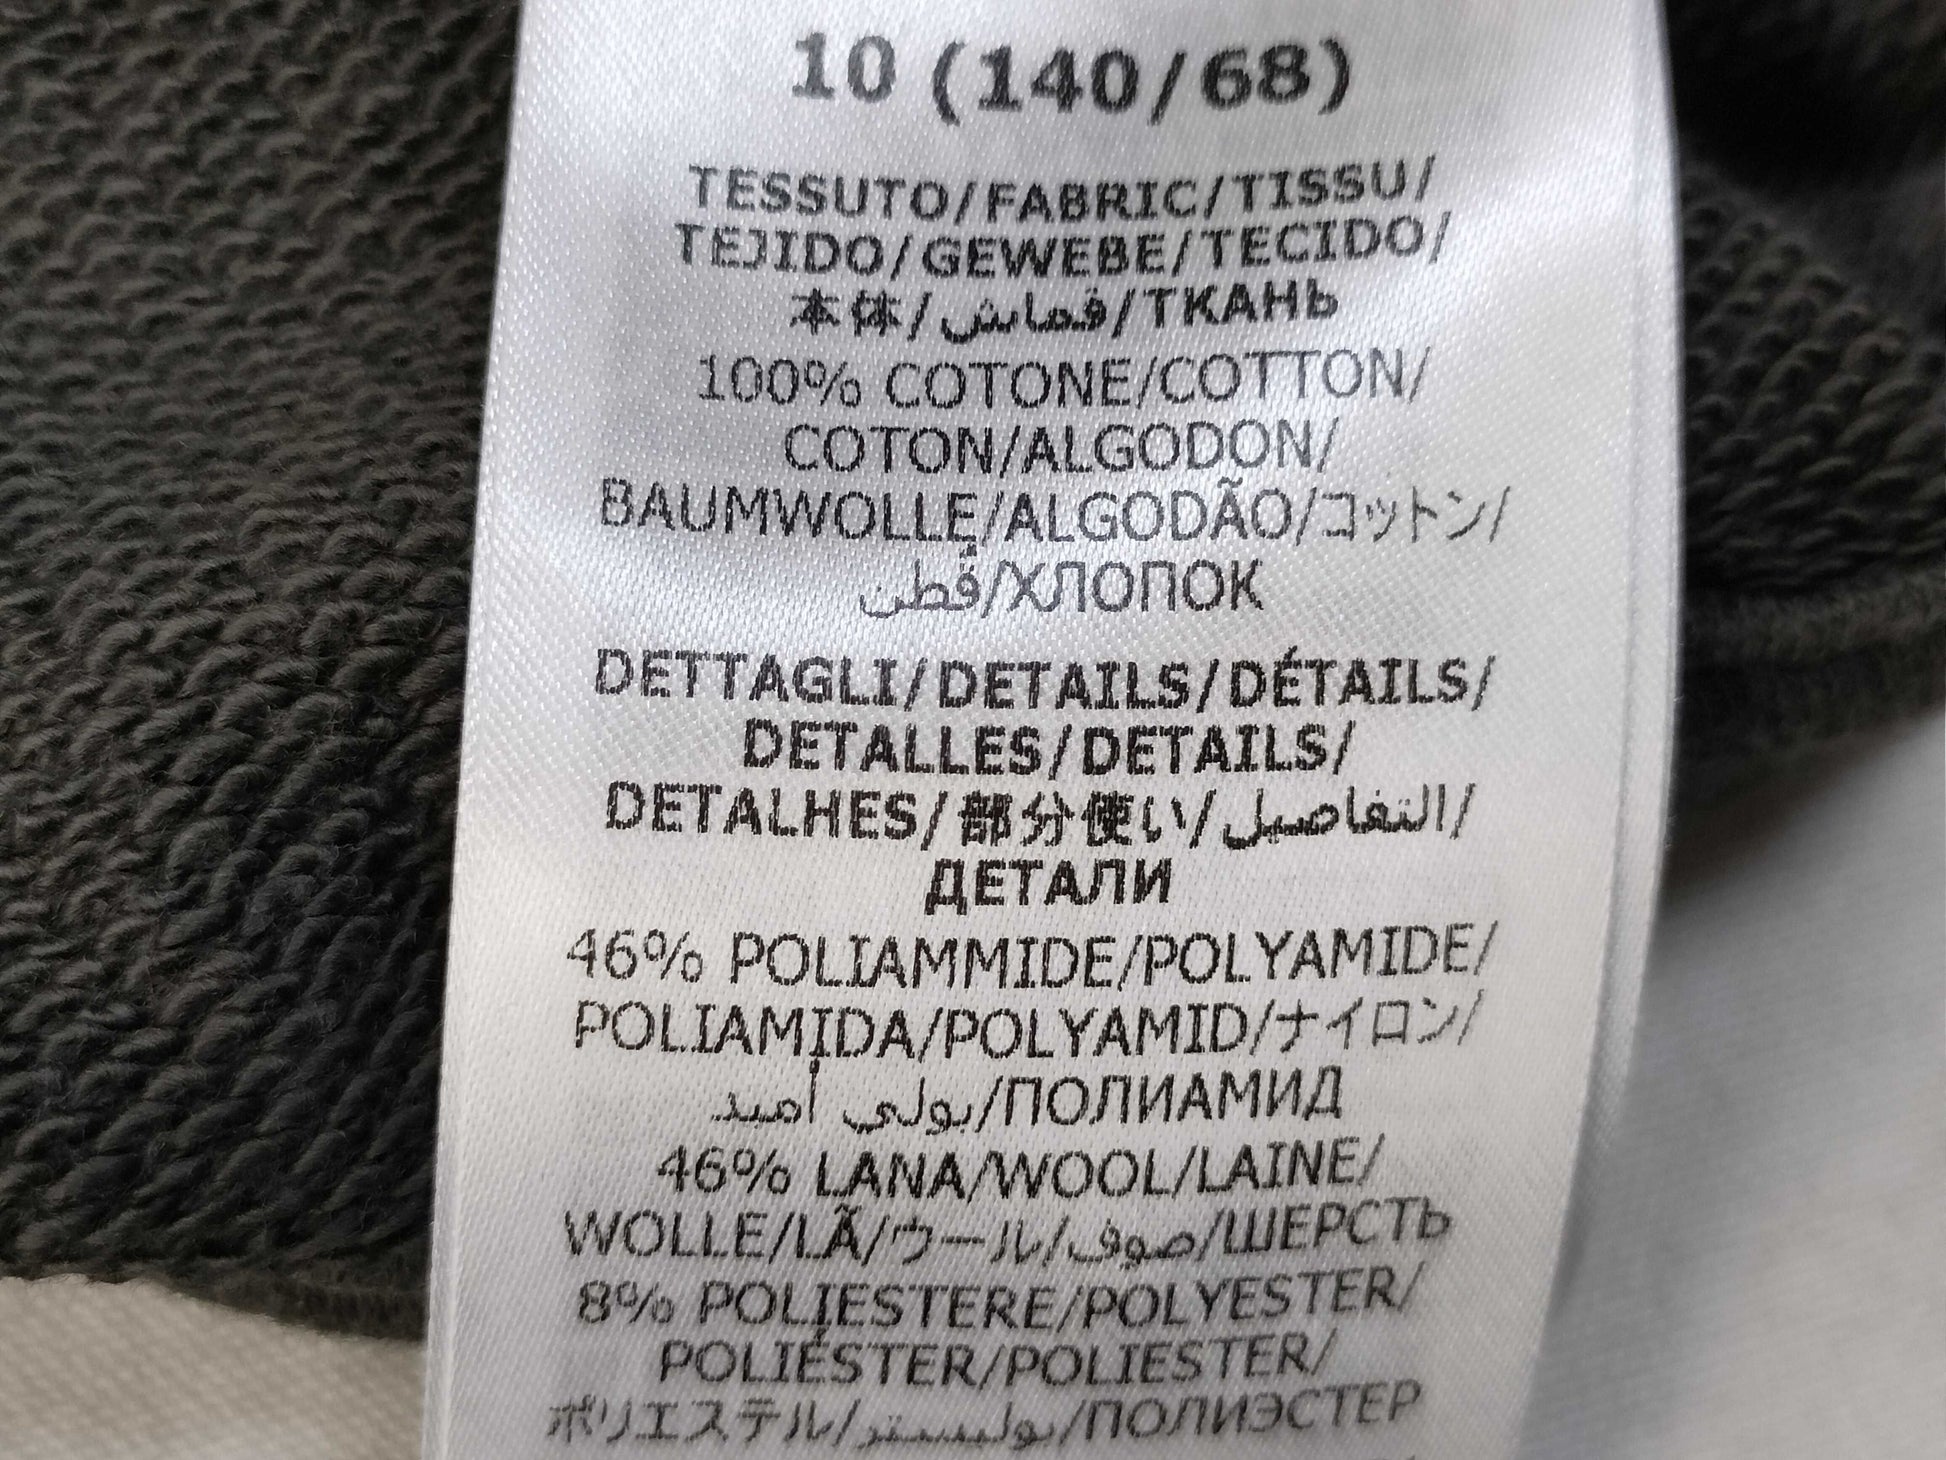 10 (140/68)
TESSUTO/FABRIC/TISSU/
TEJIDO/GEWEBE/TECIDO/
本体/قماش/ТКАНЬ
100% COTONE/COTTON/
COTON/ALGODON/
BAUMWOLLE/ALGODÃO/コットン/
قطن/ХЛОПОК
DETTAGLI/DETAILS/DÉTAILS/
DETALLES/DETAILS/
DETALHES/部分使い/التفاصيل/
ДЕТАЛИ
46% POLIAMMIDE/POLYAMIDE/
POLIAMIDA/POLYAMID/ナイロン/
بولي أميد/ПОЛИАМИД
46% LANA/WOOL/LAINE/
WOLLE/LÃ/ウール/صوف/ШЕРСТЬ
8% POLIESTERE/POLYESTER/
POLIÉSTER/POLIESTER/
ポリエステル/بوليستر/ПОЛИЭСТЕР